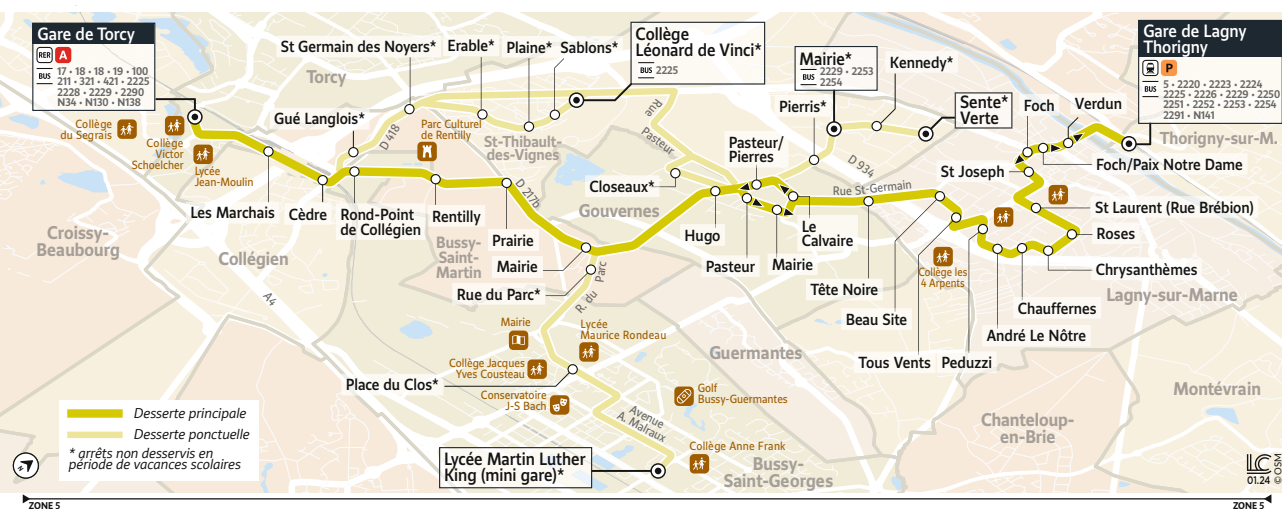 Gare de Torcy
RER A
BUS 17 • 18 • 18 • 19 • 100
211 • 321 • 421 • 2225
2228 • 2229 • 2290
N34 • N130 • N138
Collège
du Segrais
Collège
Victor
Schoelcher
Lycée
Jean-Moulin
Torcy
Gué Langlois*
St Germain des Noyers*
Erable*
Plaine*
Sablons*
Collège
Léonard de Vinci*
BUS 2225
D 418
Parc Culturel
de Rentilly
St-Thibault-
des-Vignes
Rue
Pasteur
Mairie*
BUS 2229 • 2253
2254
Kennedy*
Pierris*
Sente*
Verte
D 934
Foch
Verdun
Gare de Lagny
Thorigny
P
BUS 5 • 2220 • 2223 • 2224
2225 • 2226 • 2229 • 2250
2251 • 2252 • 2253 • 2254
2291 • N141
Thorigny-sur-M.
Foch/Paix Notre Dame
St Joseph
St Laurent (Rue Brébion)
Roses
Chrysanthèmes
Lagny-sur-Marne
Chauffernes
André Le Nôtre
Peduzzi
Tous Vents
Collège les
4 Arpents
Beau Site
Tête Noire
Rue St-Germain
Le
Calvaire
Mairie
Pasteur
Pasteur/
Pierres
Hugo
Closeaux*
Gouvernes
D 217b
Les Marchais
Cèdre
Rond-Point
de Collégien
Rentilly
Prairie
Mairie
Bussy-
Saint-
Martin
Croissy-
Beaubourg
Collégien
A4
Rue du Parc*
R. du Parc
Mairie
Lycée
Maurice Rondeau
Collège Jacques
Yves Cousteau
Place du Clos*
Conservatoire
J-S Bach
Golf
Bussy-Guermantes
Guermantes
Avenue
A. Malraux
Collège Anne Frank
Lycée Martin Luther
King (mini gare)*
Bussy-
Saint-Georges
Chanteloup-
en-Brie
Montévrain
Desserte principale
Desserte ponctuelle
* arrêts non desservis en
période de vacances scolaires
LC
01.24 © OSM
ZONE 5
ZONE 5